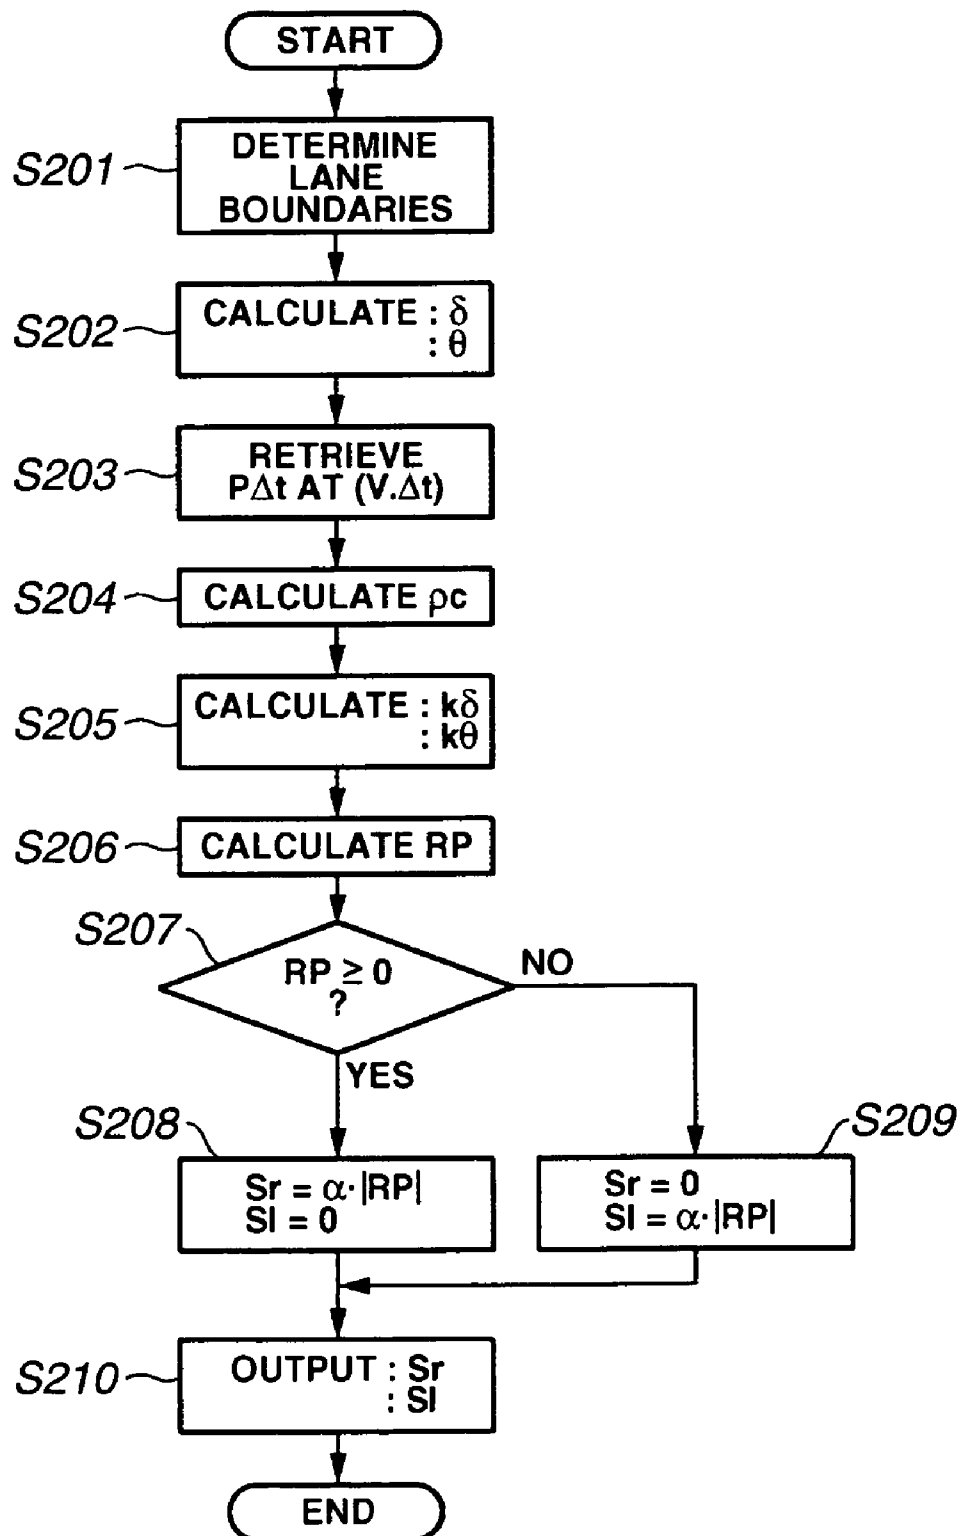 START
S201
DETERMINE
LANE
BOUNDARIES
S202
CALCULATE : δ
: θ
S203
RETRIEVE
PΔt AT (V.Δt)
S204
CALCULATE ρc
S205
CALCULATE : kδ
: kθ
S206
CALCULATE RP
S207
RP ≥ 0
?
NO
YES
S208
Sr = α·|RP|
Sl = 0
S209
Sr = 0
Sl = α·|RP|
S210
OUTPUT : Sr
: Sl
END